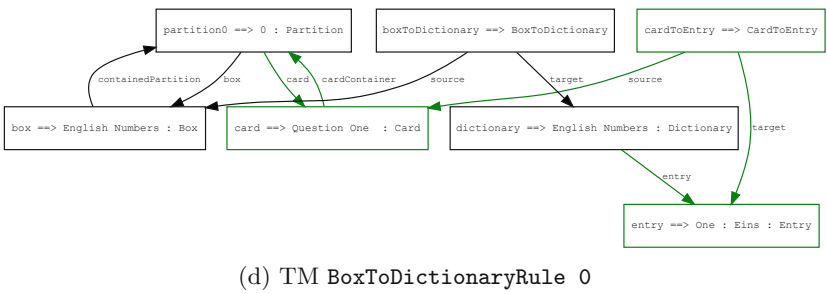 partition0 ==> 0 : Partition
boxToDictionary ==> BoxToDictionary
cardToEntry ==> CardToEntry
containedPartition
box
card
cardContainer
source
target
source
box ==> English Numbers : Box
card ==> Question One : Card
dictionary ==> English Numbers : Dictionary
target
entry
entry ==> One : Eins : Entry
(d) TM BoxToDictionaryRule 0